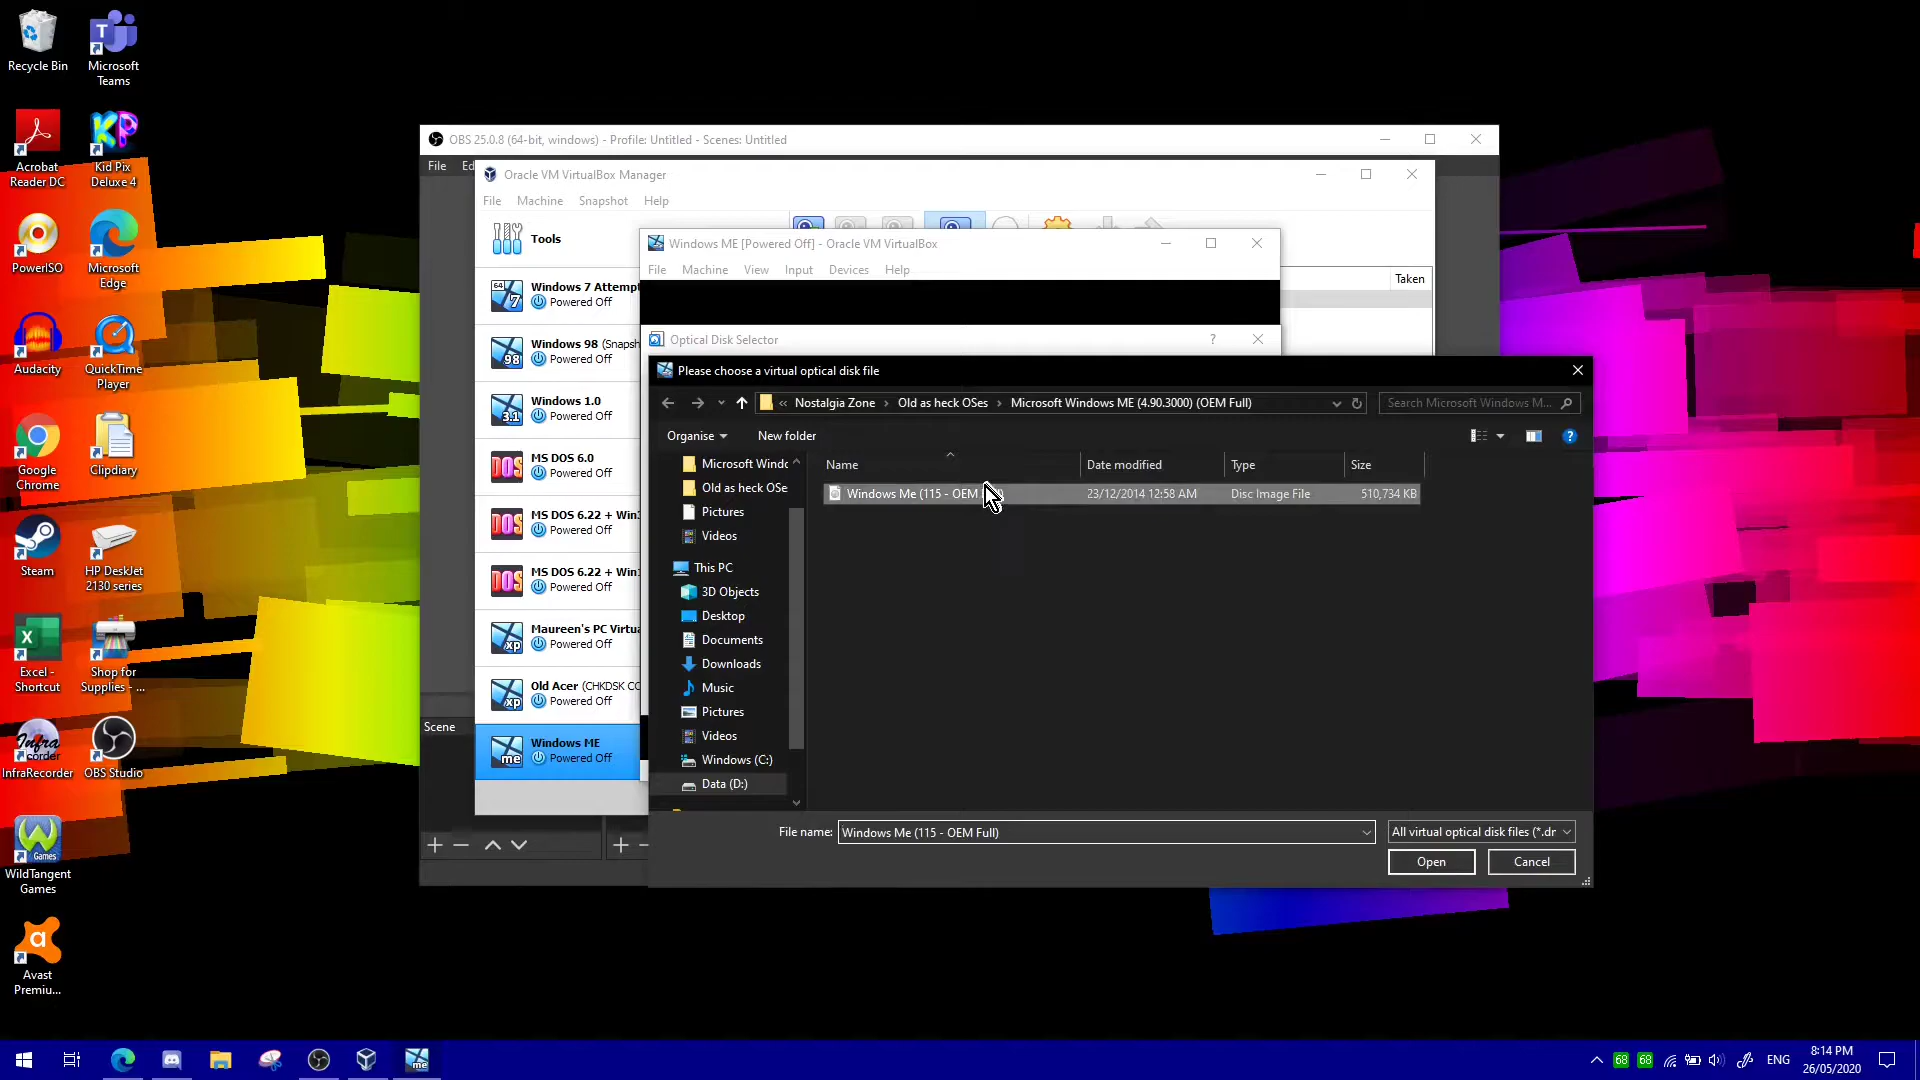 Recycle Bin
Microsoft
Teams
Acrobat
Reader DC
Kid Pix
Deluxe 4
PowerISO
Microsoft
Edge
Audacity
QuickTime
Player
Google
Chrome
Clipdiary
Steam
HP DeskJet
2130 series
Excel -
Shortcut
Shop for
Supplies - ...
InfraRecorder
OBS Studio
WildTangent
Games
Avast
Premiu...
OBS 25.0.8 (64-bit, windows) - Profile: Untitled - Scenes: Untitled
File
Ed
Scene
Oracle VM VirtualBox Manager
File Machine Snapshot Help
Tools
Taken
Windows 7 Attempt
Powered Off
Windows 98 (Snapsh
Powered Off
Windows 1.0
Powered Off
MS DOS 6.0
Powered Off
MS DOS 6.22 + Win3
Powered Off
MS DOS 6.22 + Win
Powered Off
Maureen's PC Virtua
Powered Off
Old Acer (CHKDSK CO
Powered Off
Windows ME
Powered Off
Windows ME [Powered Off] - Oracle VM VirtualBox
File Machine View Input Devices Help
Optical Disk Selector
?
Please choose a virtual optical disk file
« Nostalgia Zone › Old as heck OSes › Microsoft Windows ME (4.90.3000) (OEM Full)
Search Microsoft Windows M...
Organise
New folder
Name Date modified Type Size
Windows Me (115 - OEM 23/12/2014 12:58 AM Disc Image File 510,734 KB
Microsoft Windo
Old as heck OSe
Pictures
Videos
This PC
3D Objects
Desktop
Documents
Downloads
Music
Pictures
Videos
Windows (C:)
Data (D:)
File name: Windows Me (115 - OEM Full)
All virtual optical disk files (*.dr
Open
Cancel
68 68 ENG
8:14 PM
26/05/2020